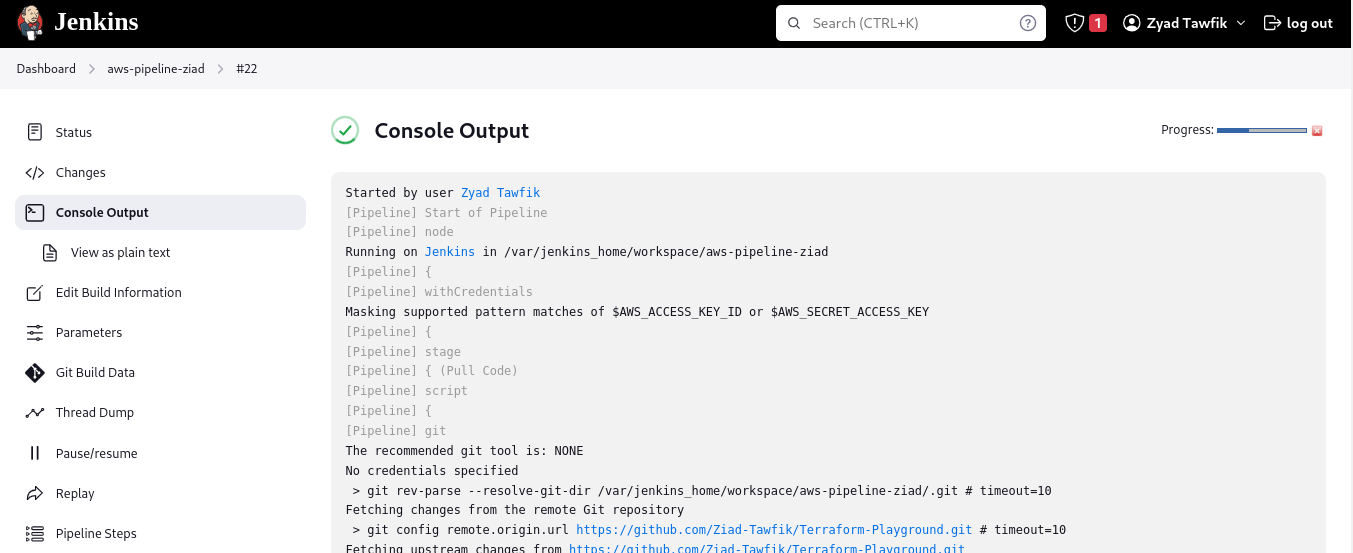 Jenkins
Search (CTRL+K)
1
Zyad Tawfik
log out
Dashboard
aws-pipeline-ziad
#22
Status
Changes
Console Output
View as plain text
Edit Build Information
Parameters
Git Build Data
Thread Dump
Pause/resume
Replay
Pipeline Steps
Console Output
Progress:
Started by user Zyad Tawfik
[Pipeline] Start of Pipeline
[Pipeline] node
Running on Jenkins in /var/jenkins_home/workspace/aws-pipeline-ziad
[Pipeline] {
[Pipeline] withCredentials
Masking supported pattern matches of $AWS_ACCESS_KEY_ID or $AWS_SECRET_ACCESS_KEY
[Pipeline] {
[Pipeline] stage
[Pipeline] { (Pull Code)
[Pipeline] script
[Pipeline] {
[Pipeline] git
The recommended git tool is: NONE
No credentials specified
> git rev-parse --resolve-git-dir /var/jenkins_home/workspace/aws-pipeline-ziad/.git # timeout=10
Fetching changes from the remote Git repository
> git config remote.origin.url https://github.com/Ziad-Tawfik/Terraform-Playground.git # timeout=10
Fetching upstream changes from https://github.com/Ziad-Tawfik/Terraform-Playground.git